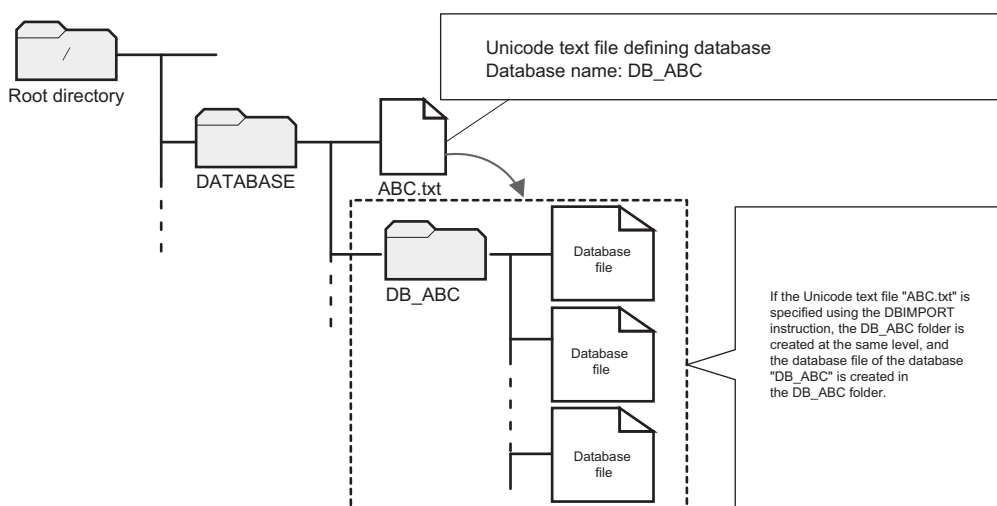 /
Root directory
Unicode text file defining database
Database name: DB_ABC
DATABASE
ABC.txt
DB_ABC
Database
file
Database
file
Database
file
If the Unicode text file "ABC.txt" is
specified using the DBIMPORT
instruction, the DB_ABC folder is
created at the same level, and
the database file of the database
"DB_ABC" is created in
the DB_ABC folder.